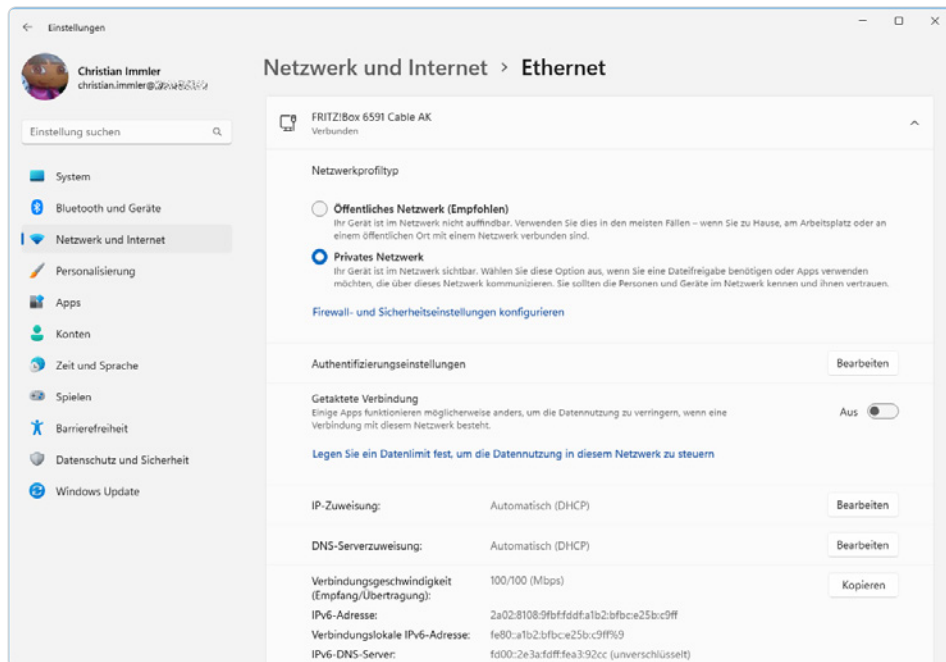 Einstellungen
Christian Immler
christian.immler@
Einstellung suchen
System
Bluetooth und Geräte
Netzwerk und Internet
Personalisierung
Apps
Konten
Zeit und Sprache
Spielen
Barrierefreiheit
Datenschutz und Sicherheit
Windows Update
Netzwerk und Internet > Ethernet
FRITZ!Box 6591 Cable AK
Verbunden
Netzwerkprofiltyp
Öffentliches Netzwerk (Empfohlen)
Ihr Gerät ist im Netzwerk nicht auffindbar. Verwenden Sie dies in den meisten Fällen – wenn Sie zu Hause, am Arbeitsplatz oder an
einem öffentlichen Ort mit einem Netzwerk verbunden sind.
Privates Netzwerk
Ihr Gerät ist im Netzwerk sichtbar. Wählen Sie diese Option aus, wenn Sie eine Dateifreigabe benötigen oder Apps verwenden
möchten, die über dieses Netzwerk kommunizieren. Sie sollten die Personen und Geräte im Netzwerk kennen und ihnen vertrauen.
Firewall- und Sicherheitseinstellungen konfigurieren
Authentifizierungseinstellungen Bearbeiten
Getaktete Verbindung
Einige Apps funktionieren möglicherweise anders, um die Datennutzung zu verringern, wenn eine
Verbindung mit diesem Netzwerk besteht.
Aus
Legen Sie ein Datenlimit fest, um die Datennutzung in diesem Netzwerk zu steuern
IP-Zuweisung: Automatisch (DHCP) Bearbeiten
DNS-Serverzuweisung: Automatisch (DHCP) Bearbeiten
Verbindungsgeschwindigkeit 100/100 (Mbps) Kopieren
(Empfang/Übertragung):
IPv6-Adresse: 2a02:8108:9fbf:fddf:a1b2:bfbc:e25b:c9ff
Verbindungslokale IPv6-Adresse: fe80::a1b2:bfbc:e25b:c9ff%9
IPv6-DNS-Server: fd00::2e3a:fdff:fea3:92cc (unverschlüsselt)